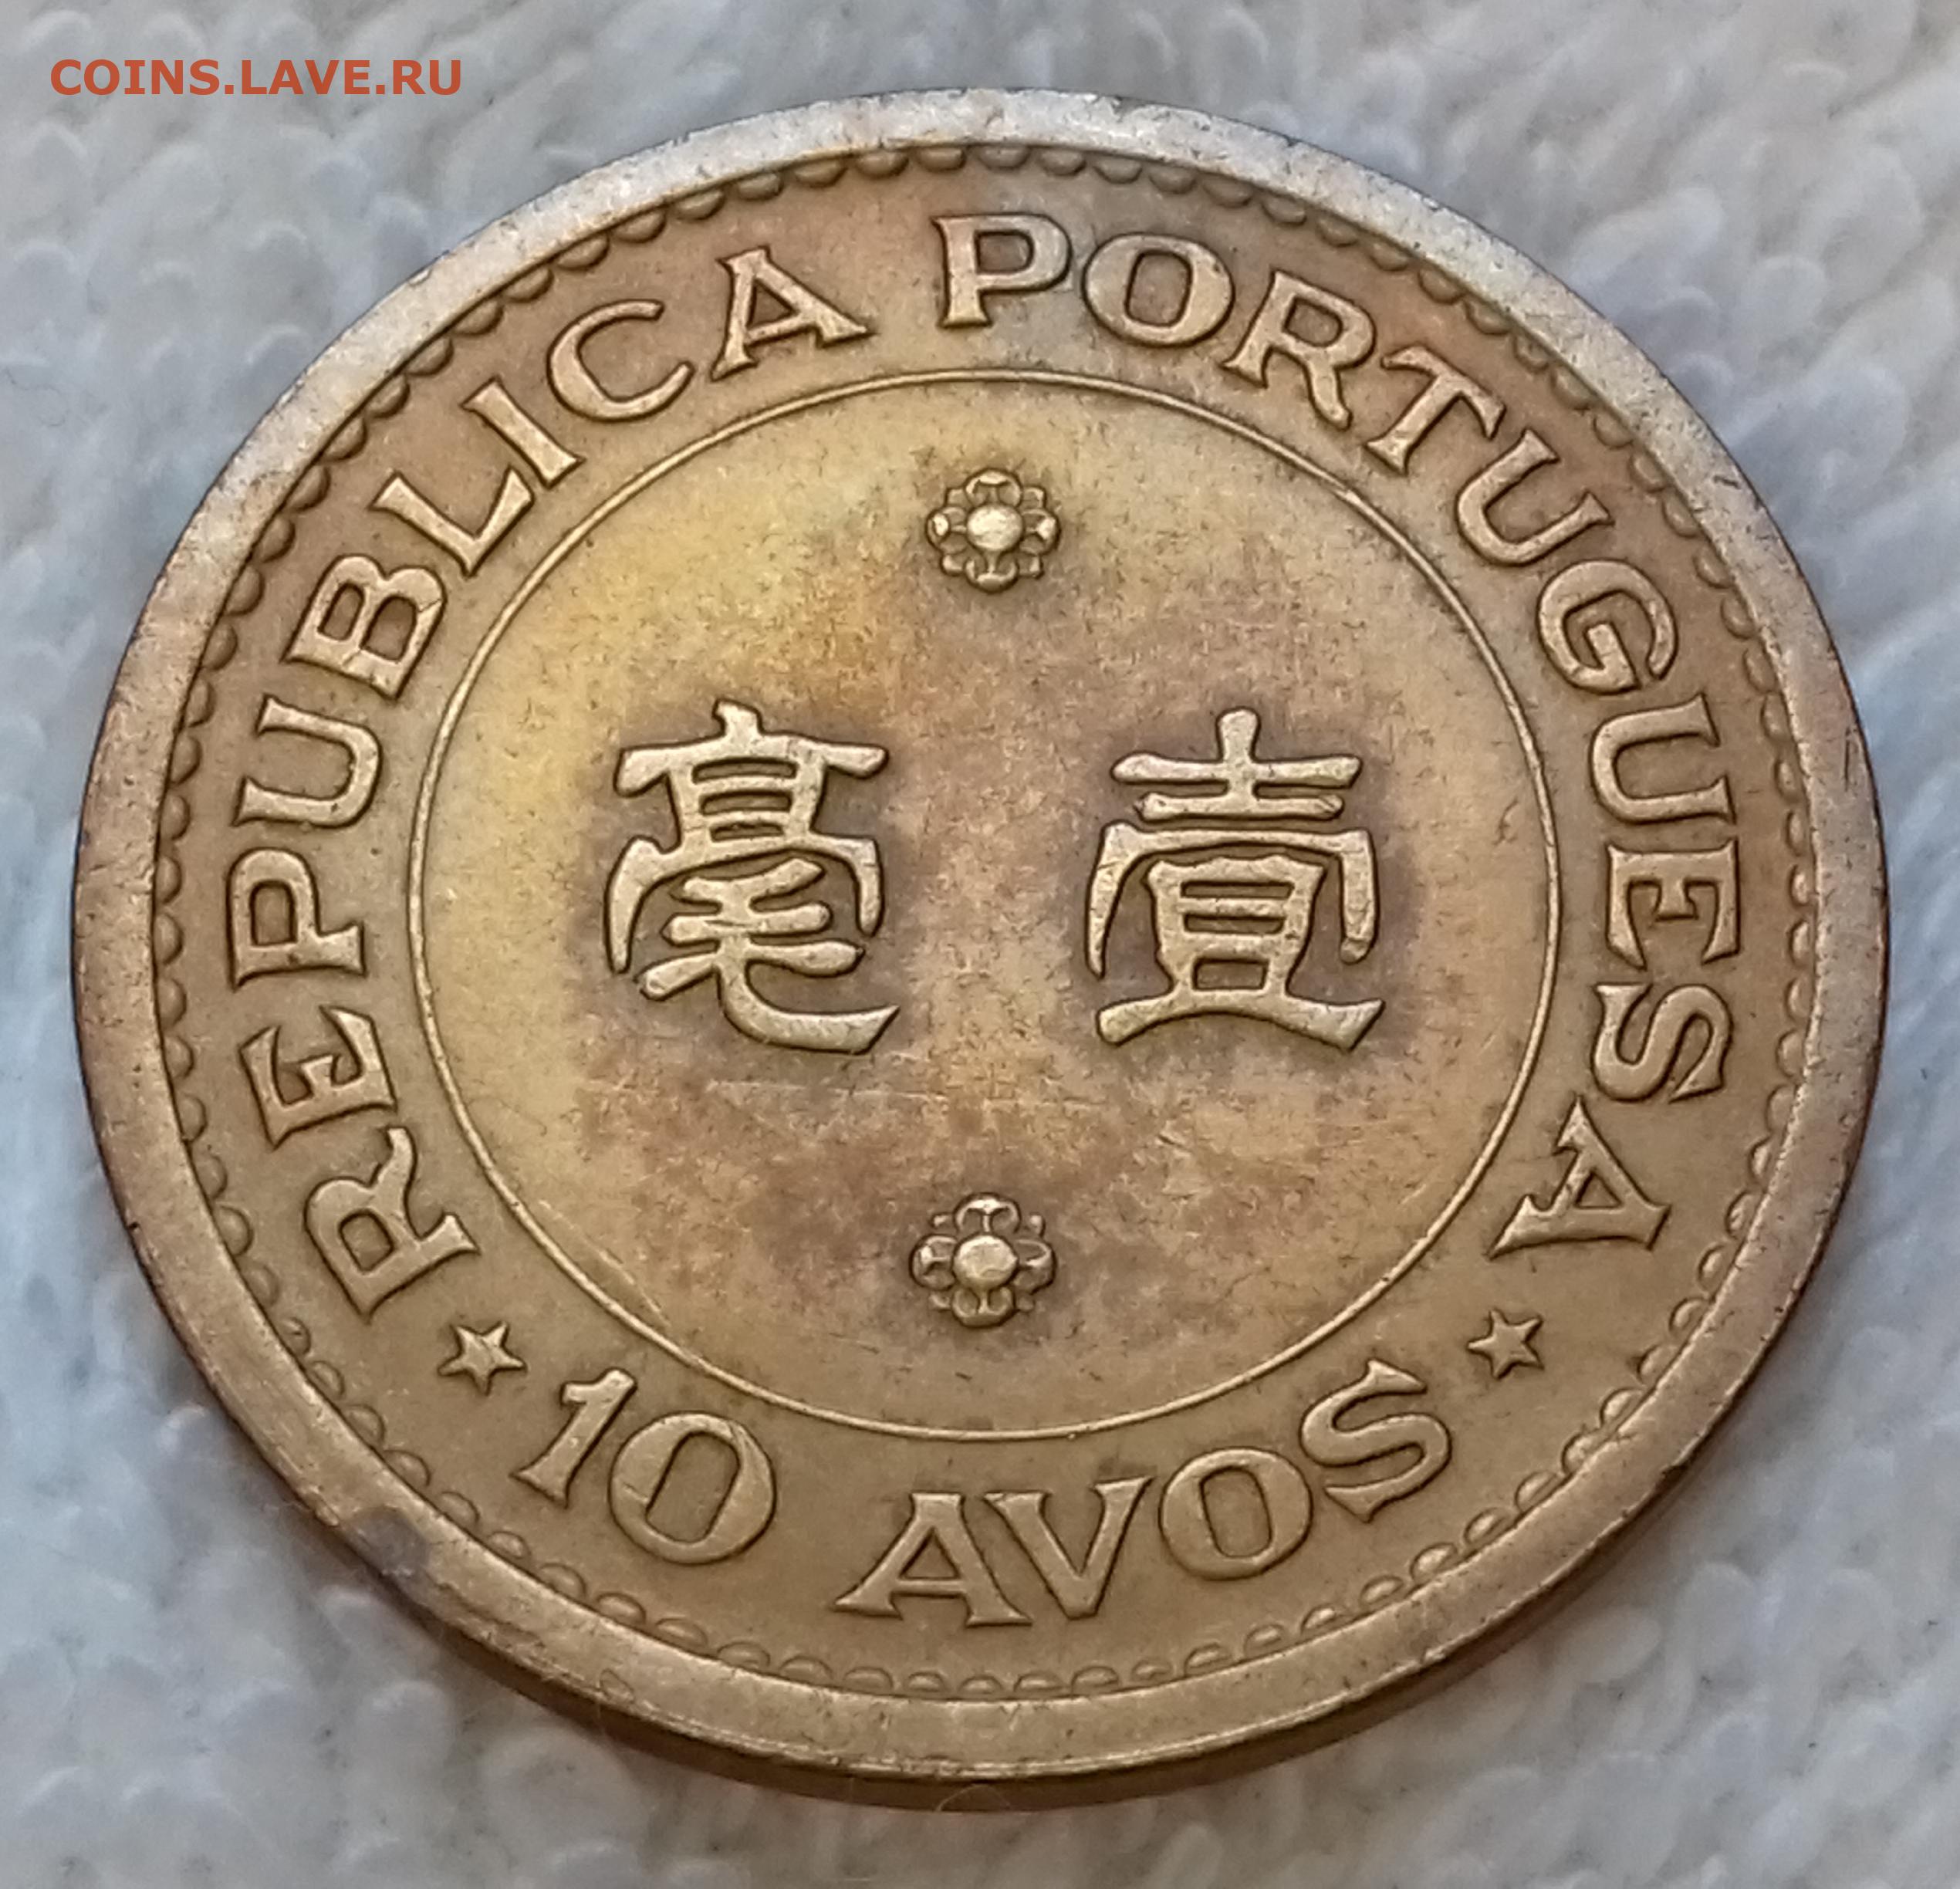 COINS.LAVE.RU
REPUBLICA PORTUGUESA
壹毫
★ 10 AVOS ★